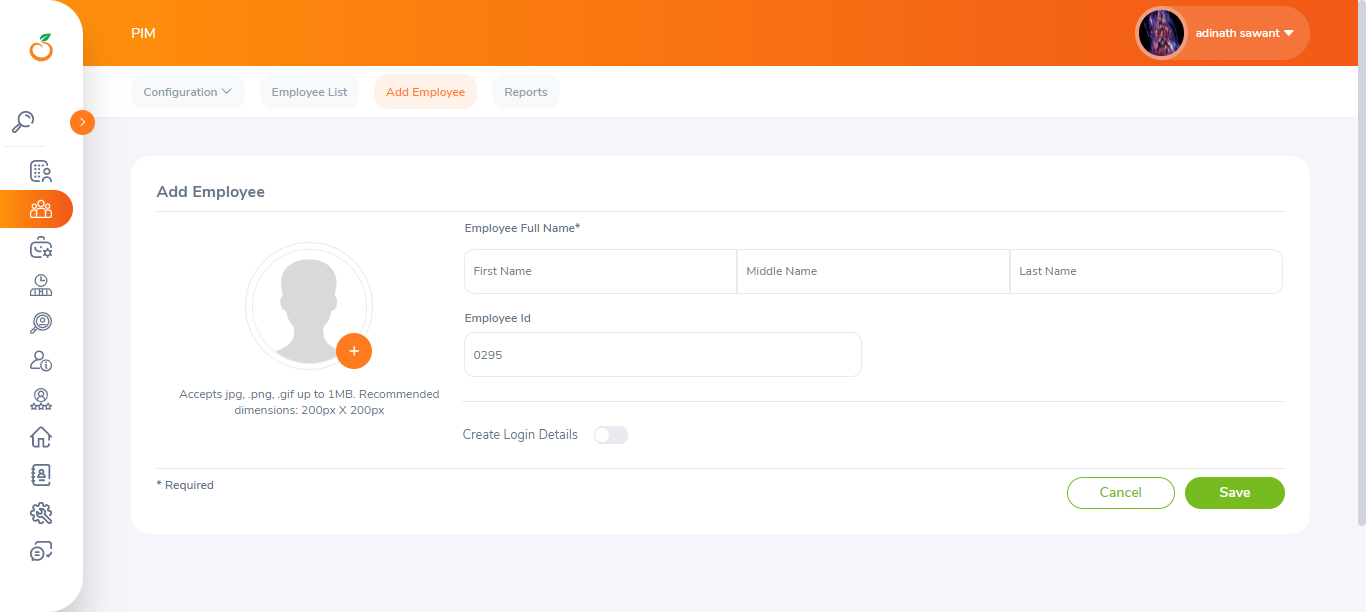 PIM
adinath sawant
Configuration
Employee List
Add Employee
Reports
Add Employee
Employee Full Name*
First Name
Middle Name
Last Name
Employee Id
0295
Accepts jpg, .png, .gif up to 1MB. Recommended
dimensions: 200px X 200px
Create Login Details
* Required
Cancel
Save